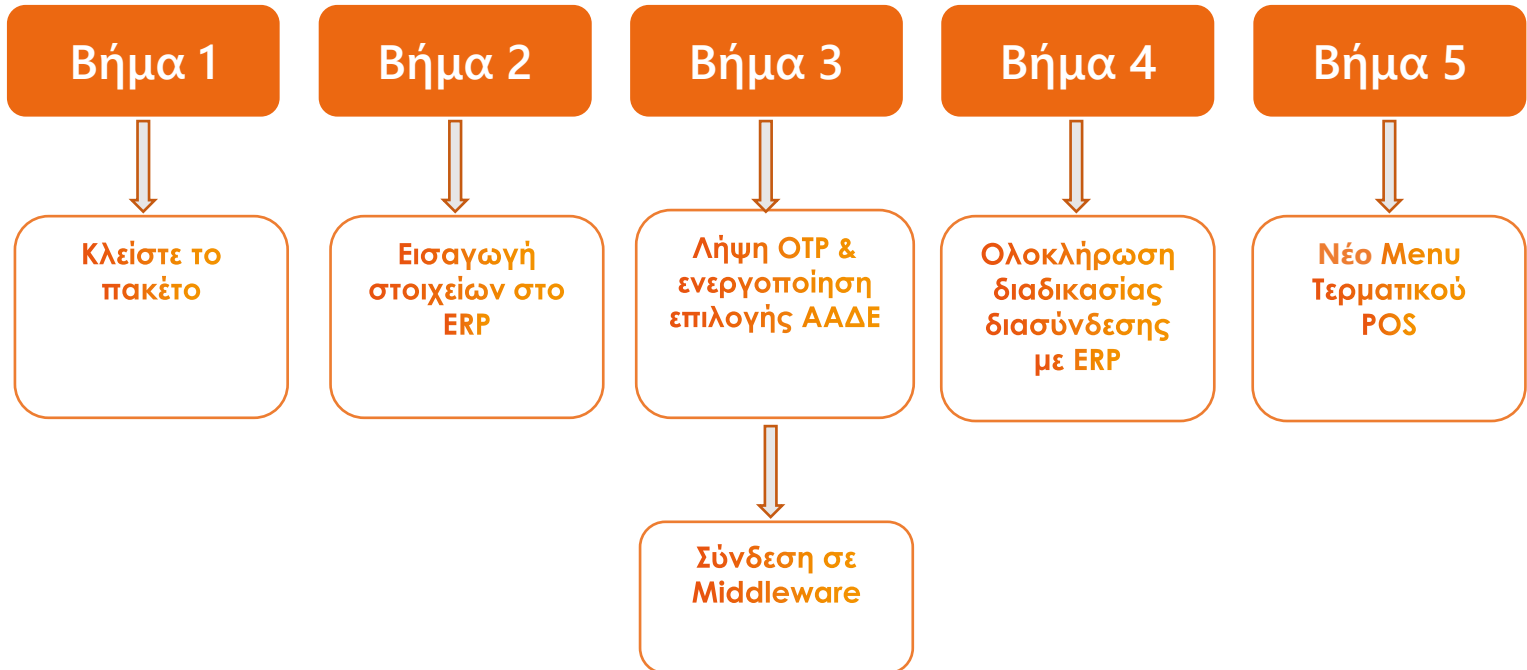 Βήμα 1
Βήμα 2
Βήμα 3
Βήμα 4
Βήμα 5
Κλείστε το
πακέτο
Εισαγωγή
στοιχείων στο
ERP
Λήψη OTP &
ενεργοποίηση
επιλογής ΑΑΔΕ
Ολοκλήρωση
διαδικασίας
διασύνδεσης
με ERP
Νέο Menu
Τερματικού
POS
Σύνδεση σε
Middleware